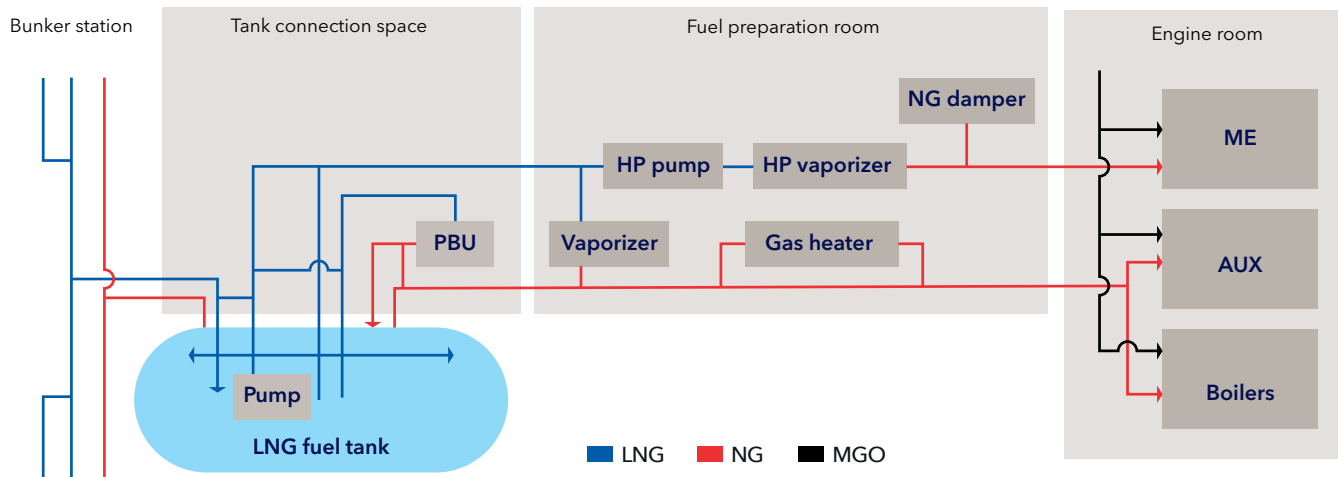 Bunker station
Tank connection space
Fuel preparation room
Engine room
NG damper
ME
HP pump
HP vaporizer
PBU
Vaporizer
Gas heater
AUX
Pump
Boilers
LNG fuel tank
LNG
NG
MGO